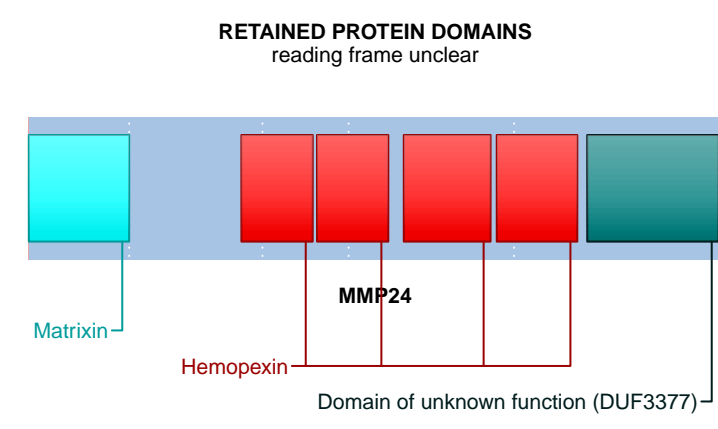 RETAINED PROTEIN DOMAINS
reading frame unclear
MMP24
Matrixin
Hemopexin
Domain of unknown function (DUF3377)